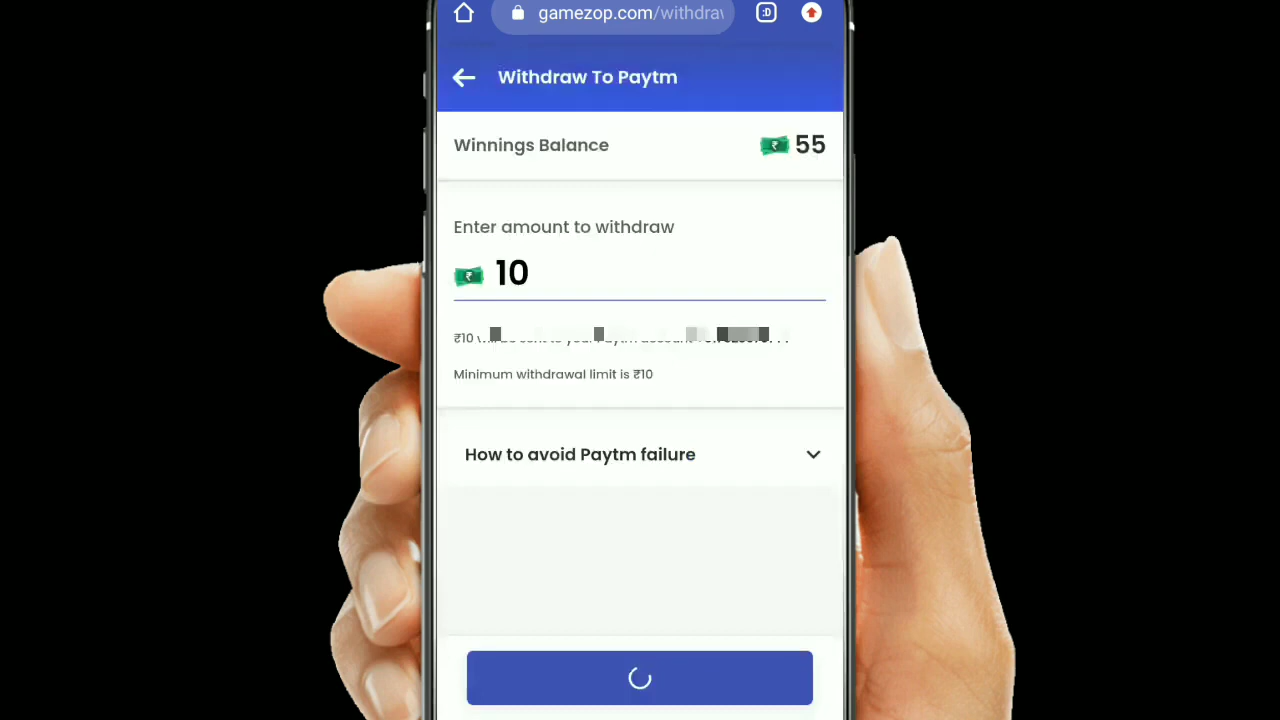 gamezop.com/withdraw
:D
Withdraw To Paytm
Winnings Balance
₹ 55
Enter amount to withdraw
₹ 10
₹10
Minimum withdrawal limit is ₹10
How to avoid Paytm failure